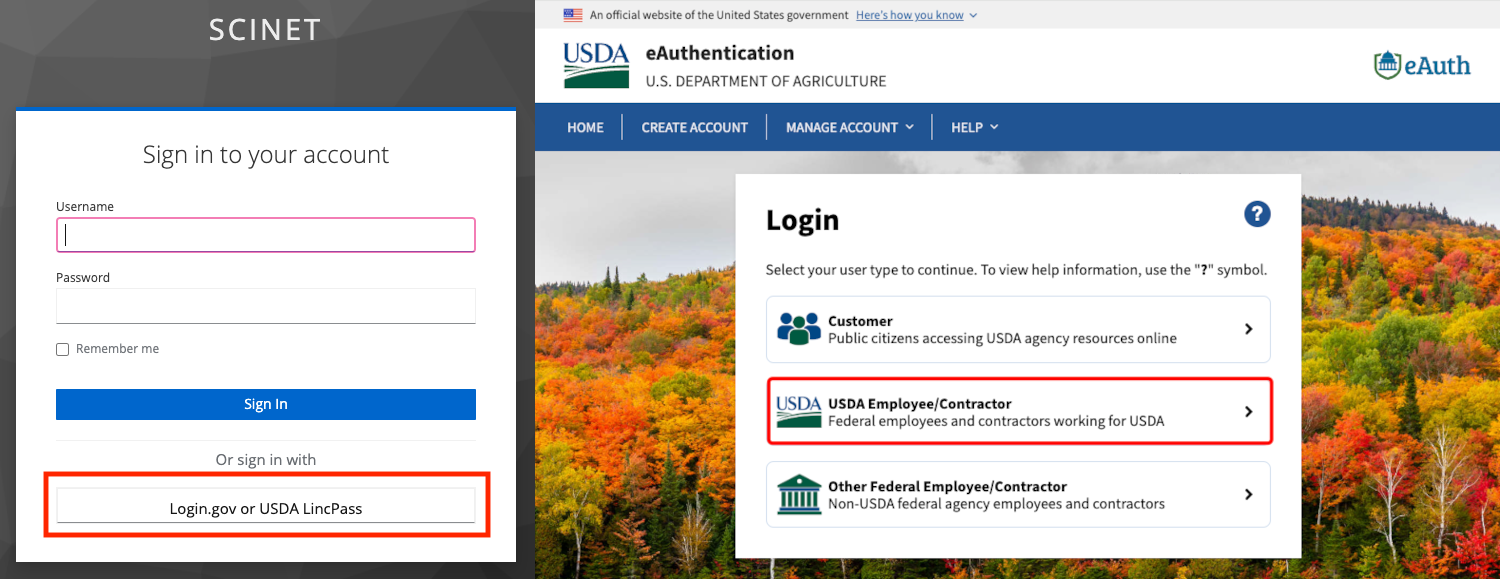 SCINET
Sign in to your account
Username
Password
Remember me
Sign In
Or sign in with
Login.gov or USDA LincPass
An official website of the United States government Here's how you know
USDA
eAuthentication
U.S. DEPARTMENT OF AGRICULTURE
eAuth
HOME CREATE ACCOUNT MANAGE ACCOUNT HELP
Login
?
Select your user type to continue. To view help information, use the "?" symbol.
Customer
Public citizens accessing USDA agency resources online
USDA
USDA Employee/Contractor
Federal employees and contractors working for USDA
Other Federal Employee/Contractor
Non-USDA federal agency employees and contractors